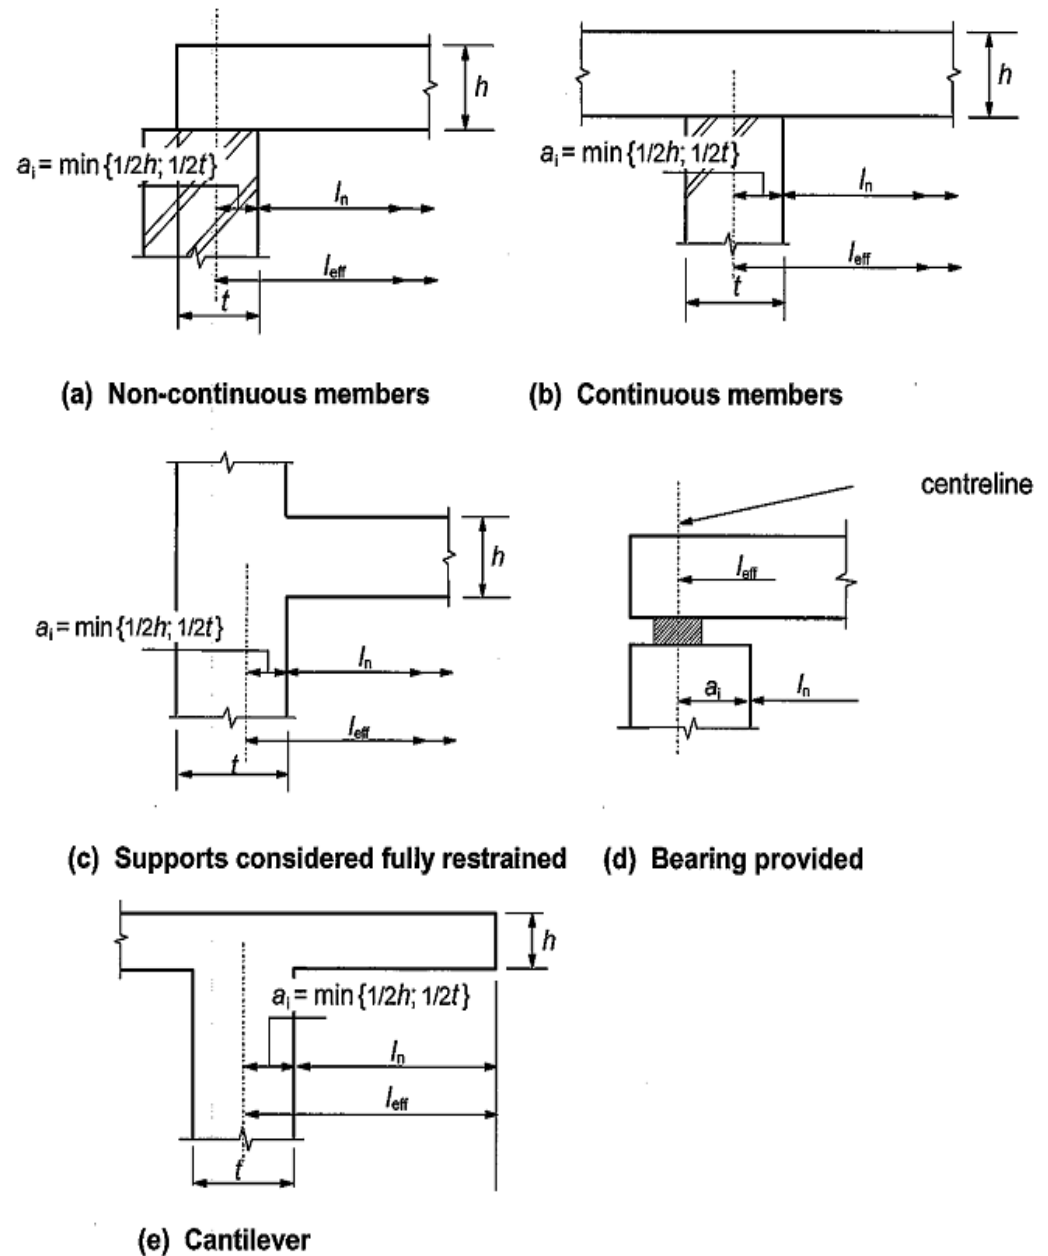 h
h
aᵢ = min {1/2h; 1/2t}
lₙ
l_eff
t
aᵢ = min {1/2h; 1/2t}
lₙ
l_eff
t
(a) Non-continuous members
(b) Continuous members
h
aᵢ = min {1/2h; 1/2t}
lₙ
l_eff
t
centreline
l_eff
aᵢ
lₙ
(c) Supports considered fully restrained
(d) Bearing provided
h
aᵢ = min {1/2h; 1/2t}
lₙ
l_eff
t
(e) Cantilever